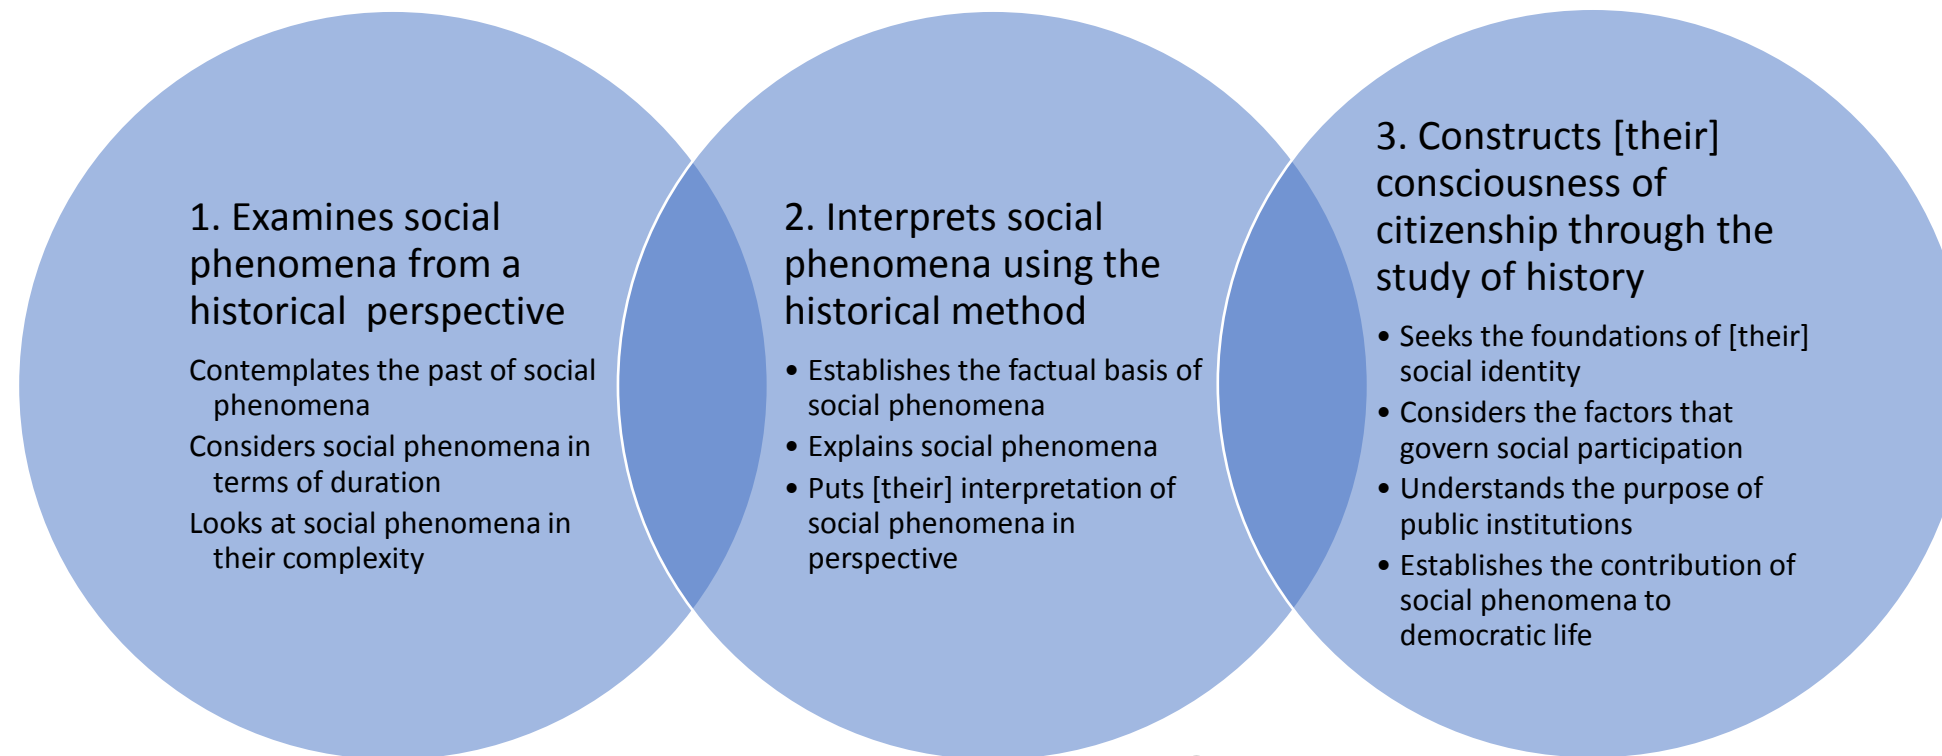 1. Examines social
phenomena from a
historical  perspective
Contemplates the past of social
phenomena
Considers social phenomena in
terms of duration
Looks at social phenomena in
their complexity
2. Interprets social
phenomena using the
historical method
• Establishes the factual basis of
social phenomena
• Explains social phenomena
• Puts [their] interpretation of
social phenomena in
perspective
3. Constructs [their]
consciousness of
citizenship through the
study of history
• Seeks the foundations of [their]
social identity
• Considers the factors that
govern social participation
• Understands the purpose of
public institutions
• Establishes the contribution of
social phenomena to
democratic life